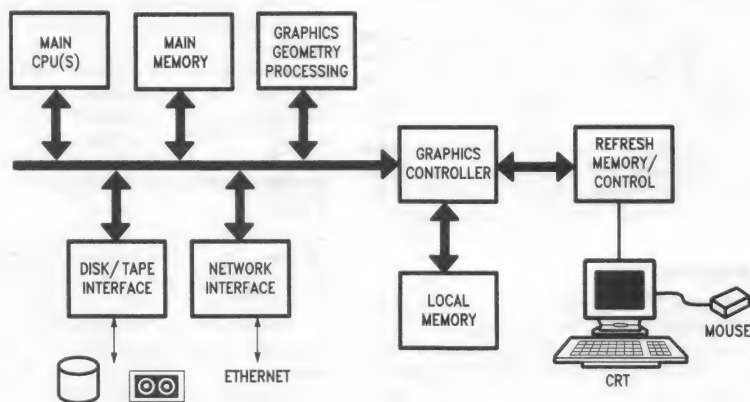 MAIN
CPU(S)
MAIN
MEMORY
GRAPHICS
GEOMETRY
PROCESSING
GRAPHICS
CONTROLLER
REFRESH
MEMORY/
CONTROL
DISK/TAPE
INTERFACE
NETWORK
INTERFACE
LOCAL
MEMORY
MOUSE
ETHERNET
CRT